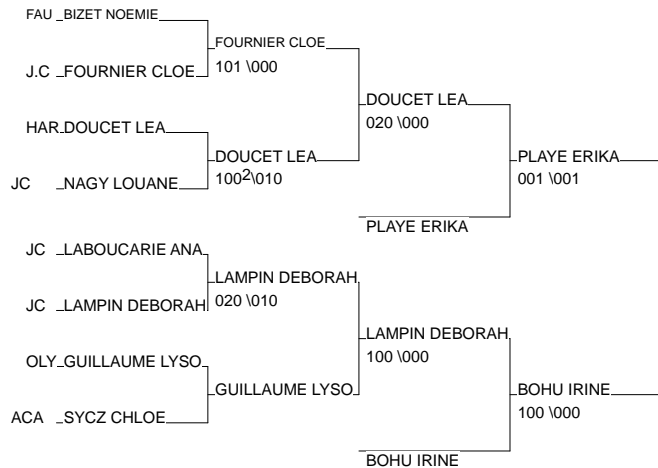 FAU BIZET NOEMIE
FOURNIER CLOE
101 \000
J.C FOURNIER CLOE
DOUCET LEA
020 \000
HAR DOUCET LEA
DOUCET LEA
100²\010
PLAYE ERIKA
001 \001
JC NAGY LOUANE
PLAYE ERIKA
JC LABOUCARIE ANA
LAMPIN DEBORAH
020 \010
JC LAMPIN DEBORAH
LAMPIN DEBORAH
100 \000
OLY GUILLAUME LYSO
GUILLAUME LYSO
BOHU IRINE
100 \000
ACA SYCZ CHLOE
BOHU IRINE